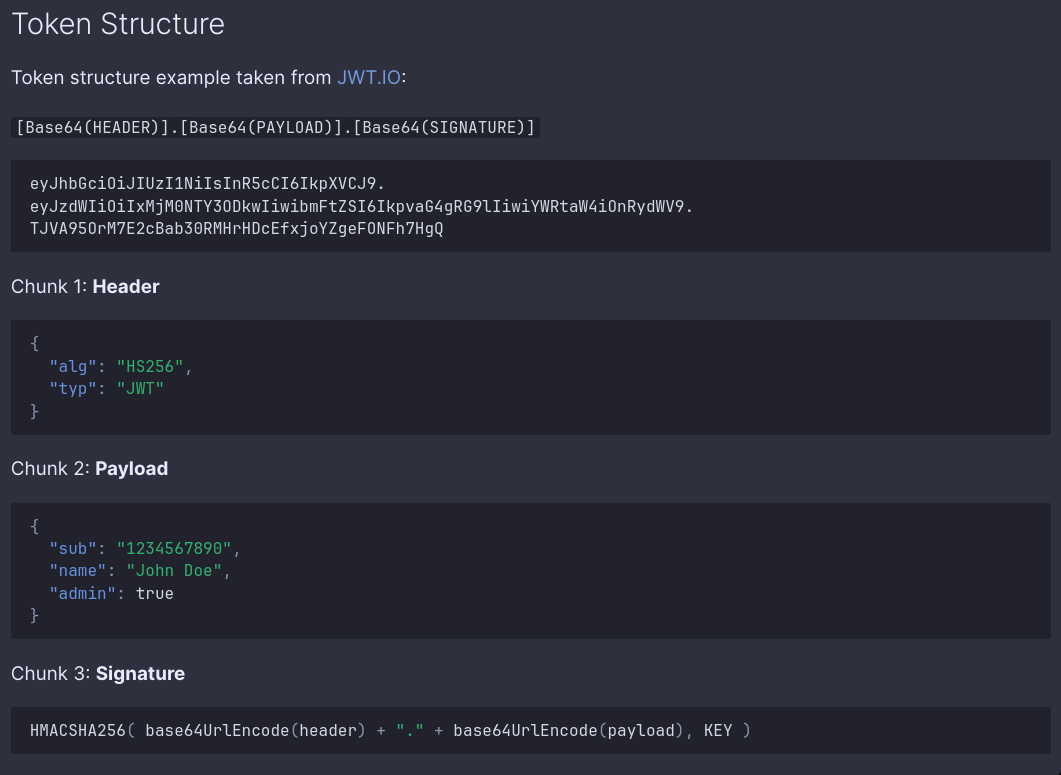 Token Structure
Token structure example taken from JWT.IO:
[Base64(HEADER)].[Base64(PAYLOAD)].[Base64(SIGNATURE)]
eyJhbGciOiJIUzI1NiIsInR5cCI6IkpXVCJ9.
eyJzdWIiOiIxMjM0NTY3ODkwIiwibmFtZSI6IkpvaG4gRG9lIiwiYWRtaW4iOnRydWV9.
TJVA95OrM7E2cBab30RMHrHDcEfxjoYZgeFONFh7HgQ
Chunk 1: Header
{
  "alg": "HS256",
  "typ": "JWT"
}
Chunk 2: Payload
{
  "sub": "1234567890",
  "name": "John Doe",
  "admin": true
}
Chunk 3: Signature
HMACSHA256( base64UrlEncode(header) + "." + base64UrlEncode(payload), KEY )